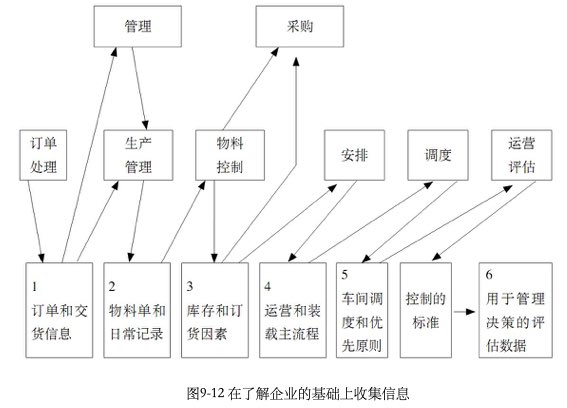 管理
采购
订单
处理
生产
管理
物料
控制
安排
调度
运营
评估
1
订单和交
货信息
2
物料单和
日常记录
3
库存和订
货因素
4
运营和装
载主流程
5
车间调
度和优
先原则
控制的
标准
6
用于管理
决策的评
估数据
图9-12 在了解企业的基础上收集信息